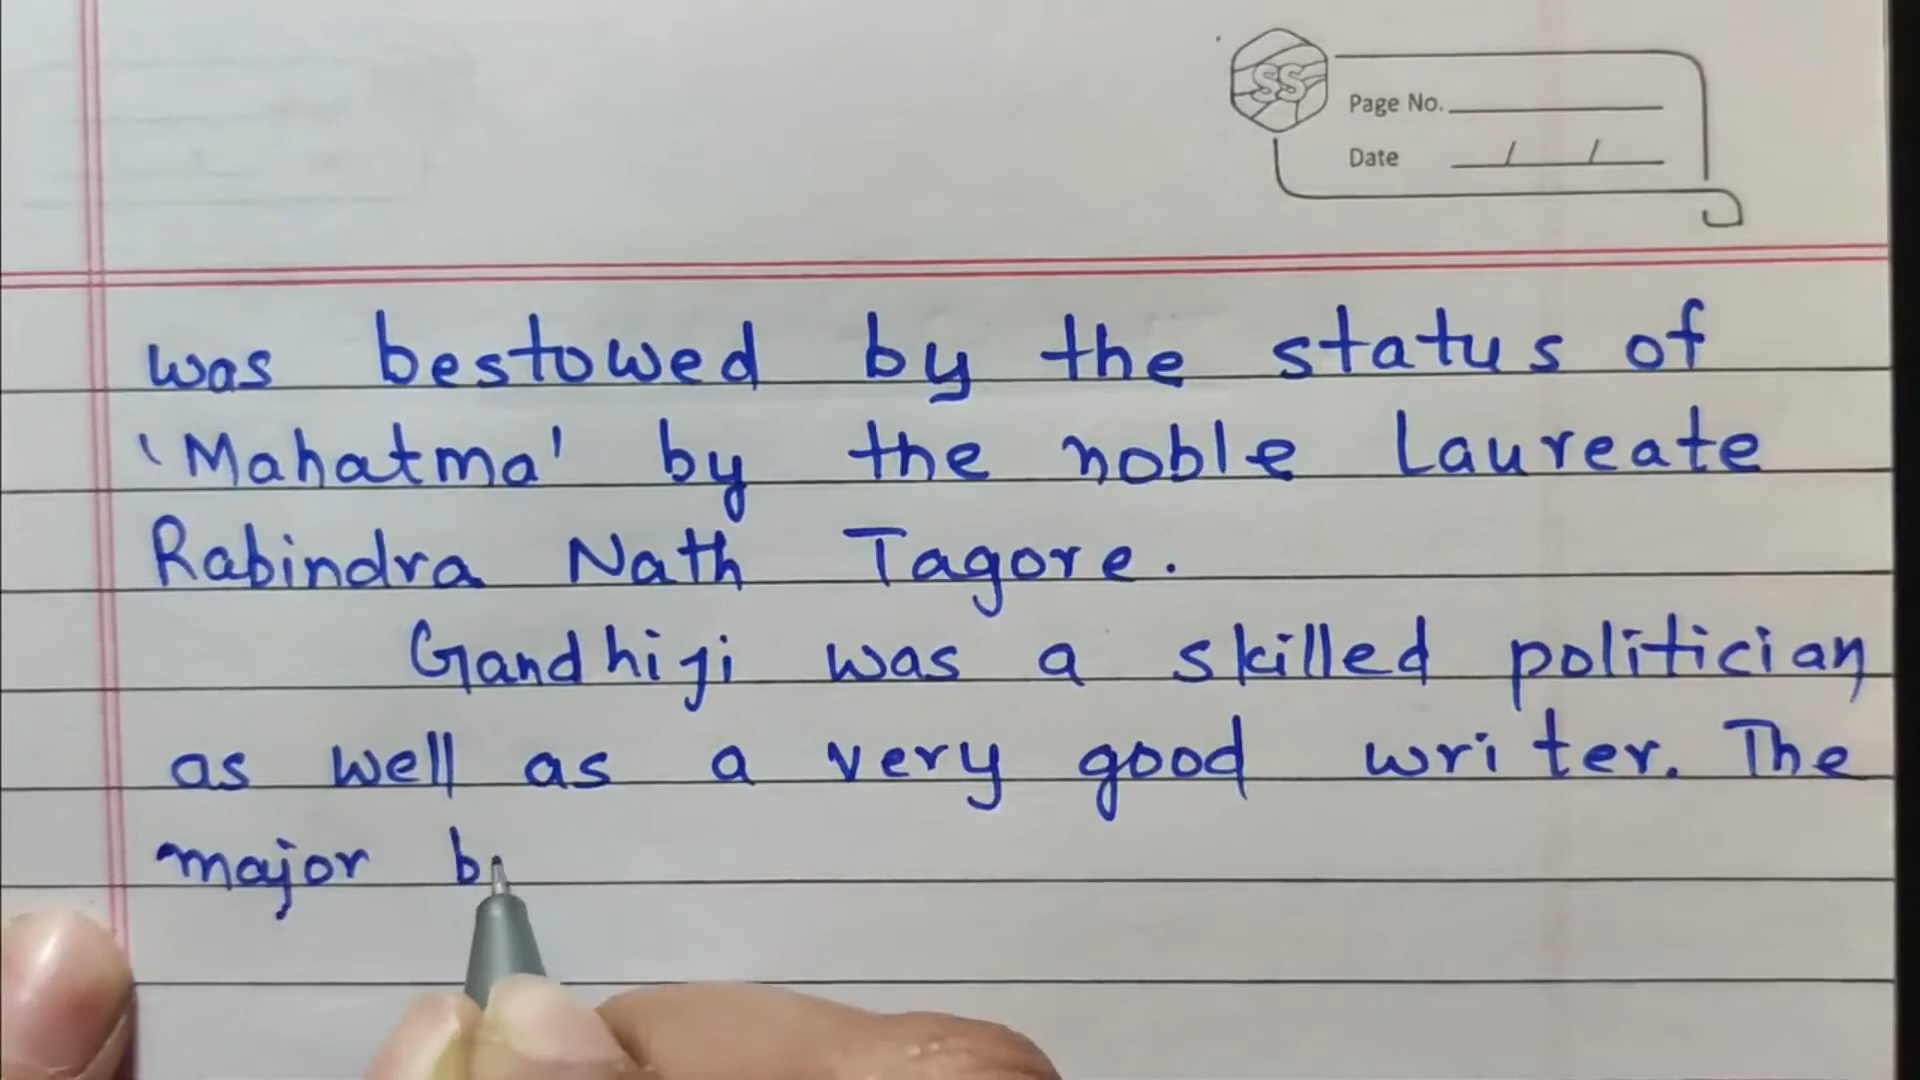 SS
Page No.
Date / /
was bestowed by the status of
'Mahatma' by the noble Laureate
Rabindra Nath Tagore.
Gandhiji was a skilled politician
as well as a very good writer. The
major b